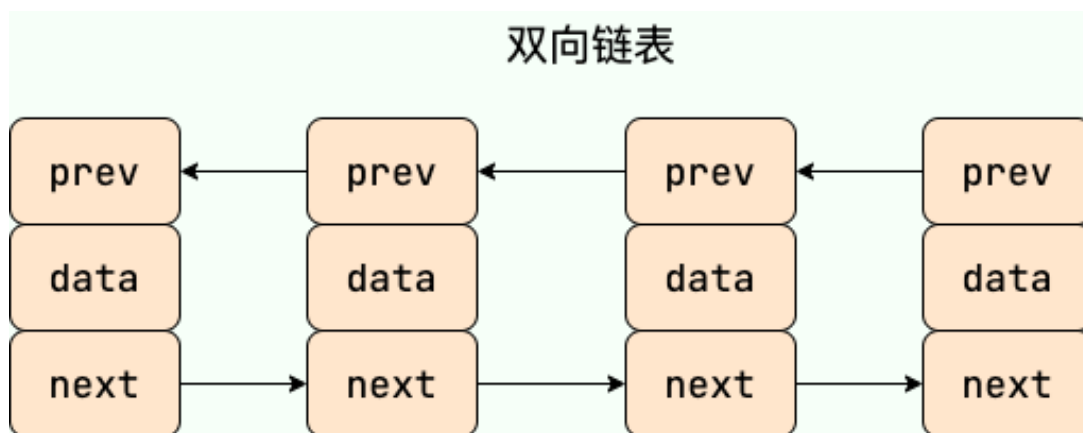 双向链表
prev prev prev prev
data data data data
next next next next